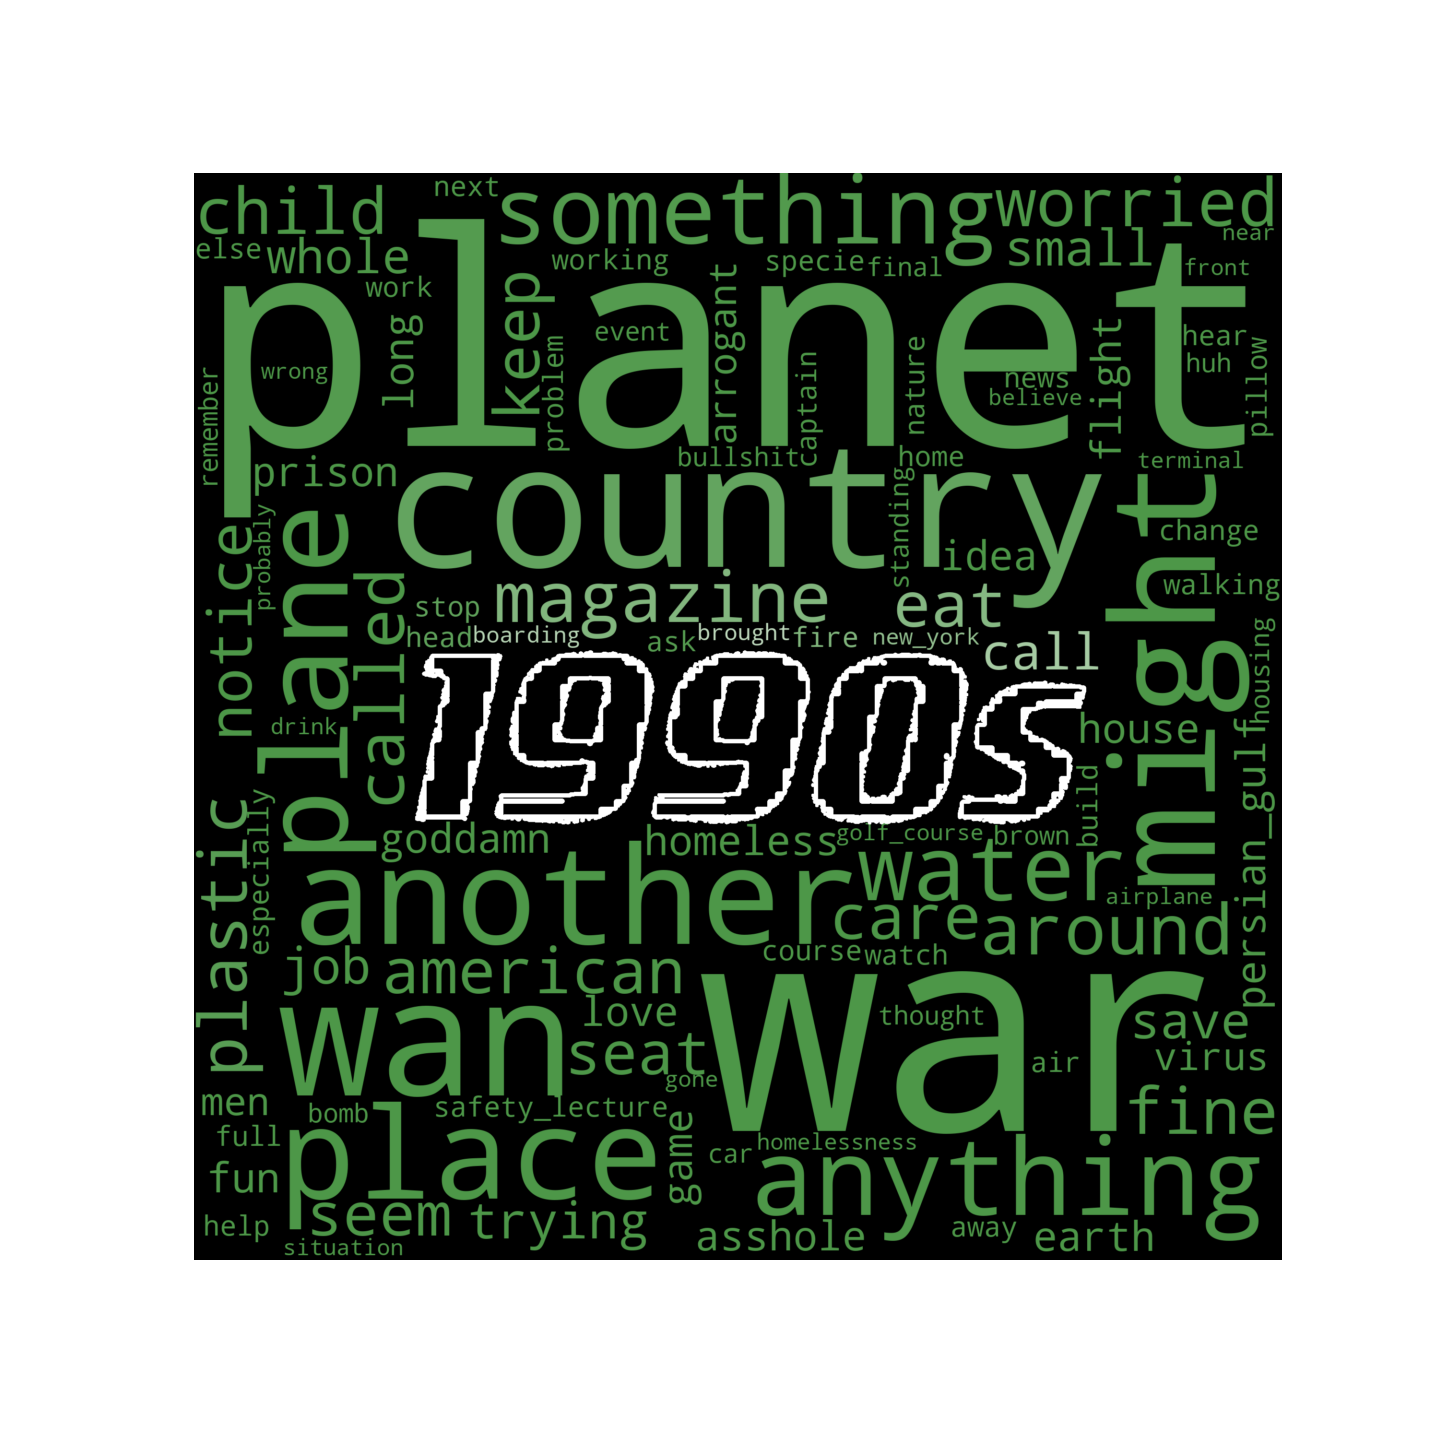 next
child
something
worried
near
else
whole
working
specie
final
small
front
work
planet
long
keep
event
arrogant
hear
huh
wrong
problem
captain
nature
news
believe
flight
pillow
remember
bullshit
home
terminal
prison
country
standing
idea
change
notice
probably
plane
called
stop
magazine
eat
might
walking
head
boarding
ask
brought
fire
new_york
call
housing
1990s
drink
house
build
persian_gulf
plastic
especially
goddamn
homeless
golf_course
brown
another
water
airplane
care
around
job
american
course
watch
wan
love
war
thought
save
seat
air
virus
gone
men
bomb
safety_lecture
fine
full
place
game
car
homelessness
anything
fun
seem
trying
help
asshole
away
earth
situation